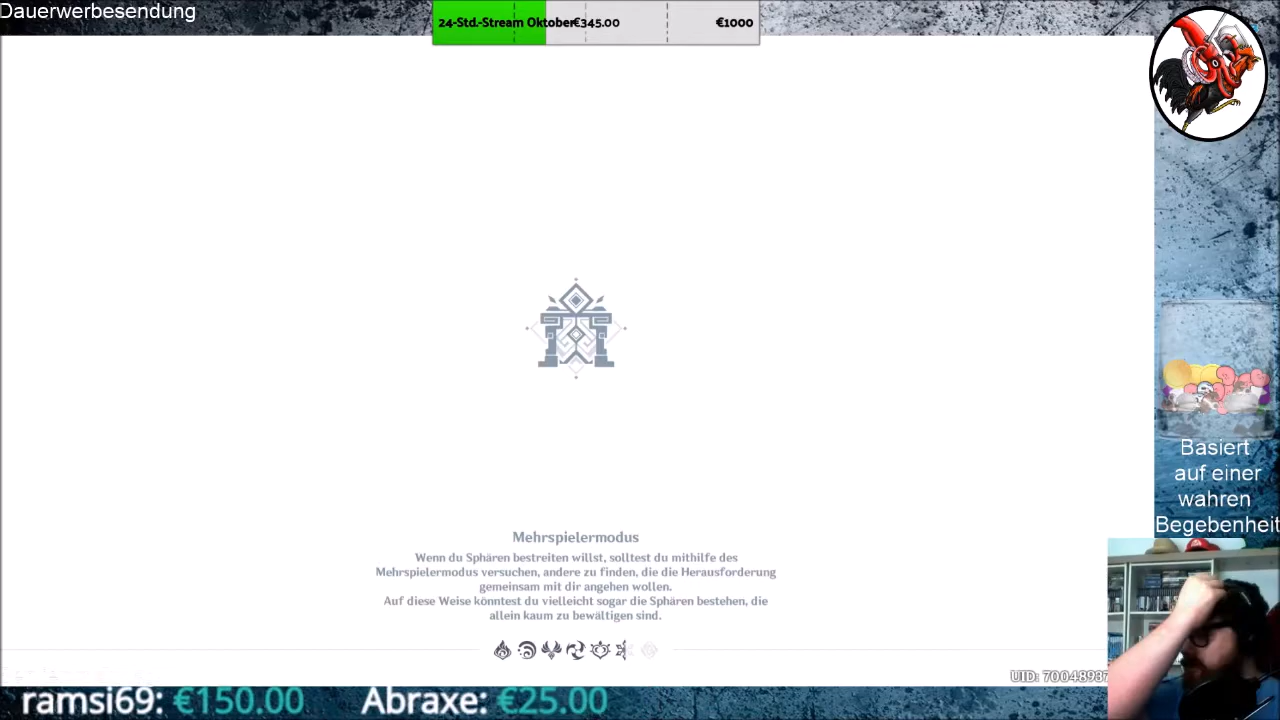 Dauerwerbesendung
24-Std.-Stream Oktober€345.00 €1000
Basiert
auf einer
wahren
Begebenheit
Mehrspielermodus
Wenn du Sphären bestreiten willst, solltest du mithilfe des
Mehrspielermodus versuchen, andere zu finden, die die Herausforderung
gemeinsam mit dir angehen wollen.
Auf diese Weise könntest du vielleicht sogar die Sphären bestehen, die
allein kaum zu bewältigen sind.
UID: 70048937
ramsi69: €150.00 Abraxe: €25.00